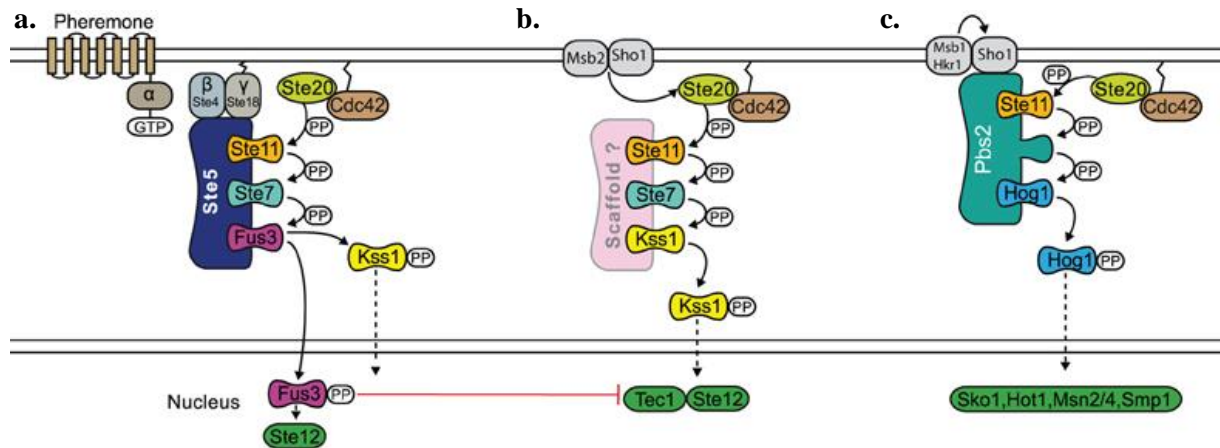 a.
Pheremone
α
GTP
β
Ste4
γ
Ste18
Ste20
Cdc42
PP
Ste11
PP
Ste7
PP
Fus3
Ste5
Kss1
PP
Nucleus
Fus3
PP
Ste12
b.
Msb2
Sho1
Ste20
Cdc42
PP
Ste11
PP
Ste7
PP
Kss1
Scaffold ?
Kss1
PP
Tec1
Ste12
c.
Msb1
Hkr1
Sho1
PP
Ste20
Cdc42
Ste11
PP
PP
Hog1
Pbs2
Hog1
PP
Sko1,Hot1,Msn2/4,Smp1